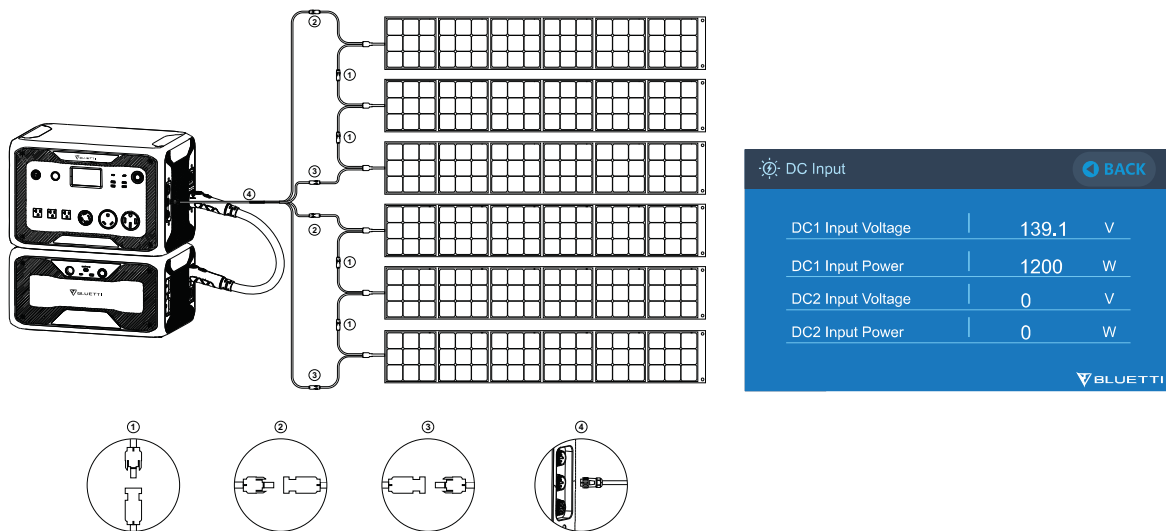 ②
①
①
③
④
②
①
①
③
BLUETTI
BLUETTI
DC Input
BACK
DC1 Input Voltage 139.1 V
DC1 Input Power 1200 W
DC2 Input Voltage 0 V
DC2 Input Power 0 W
BLUETTI
① ② ③ ④